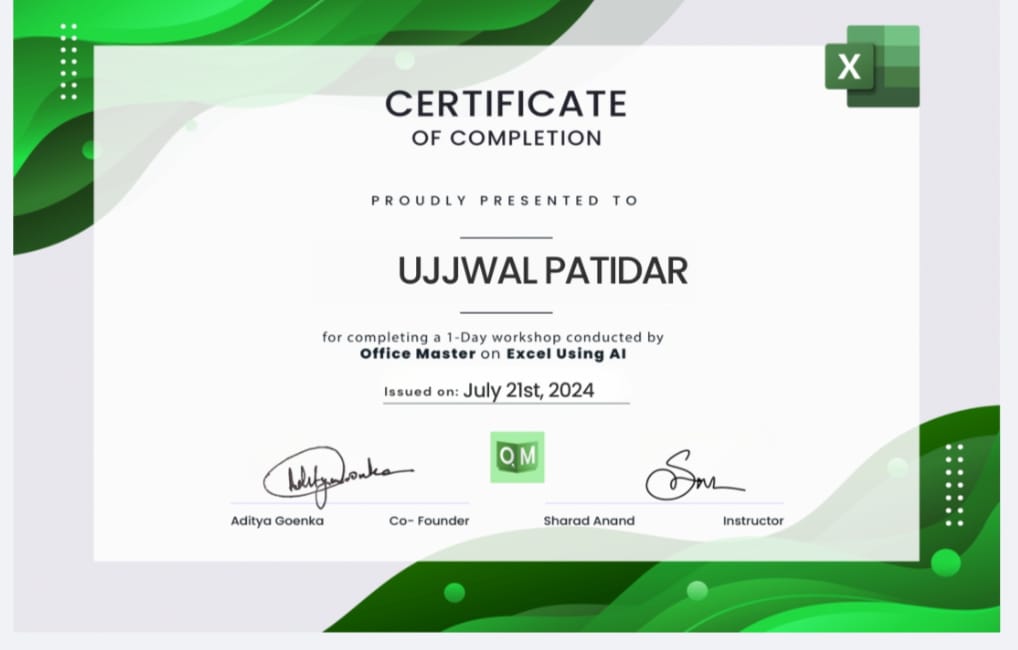 X
CERTIFICATE
OF COMPLETION
PROUDLY PRESENTED TO
UJJWAL PATIDAR
for completing a 1-Day workshop conducted by
Office Master on Excel Using AI
Issued on: July 21st, 2024
OM
Aditya Goenka Co- Founder Sharad Anand Instructor